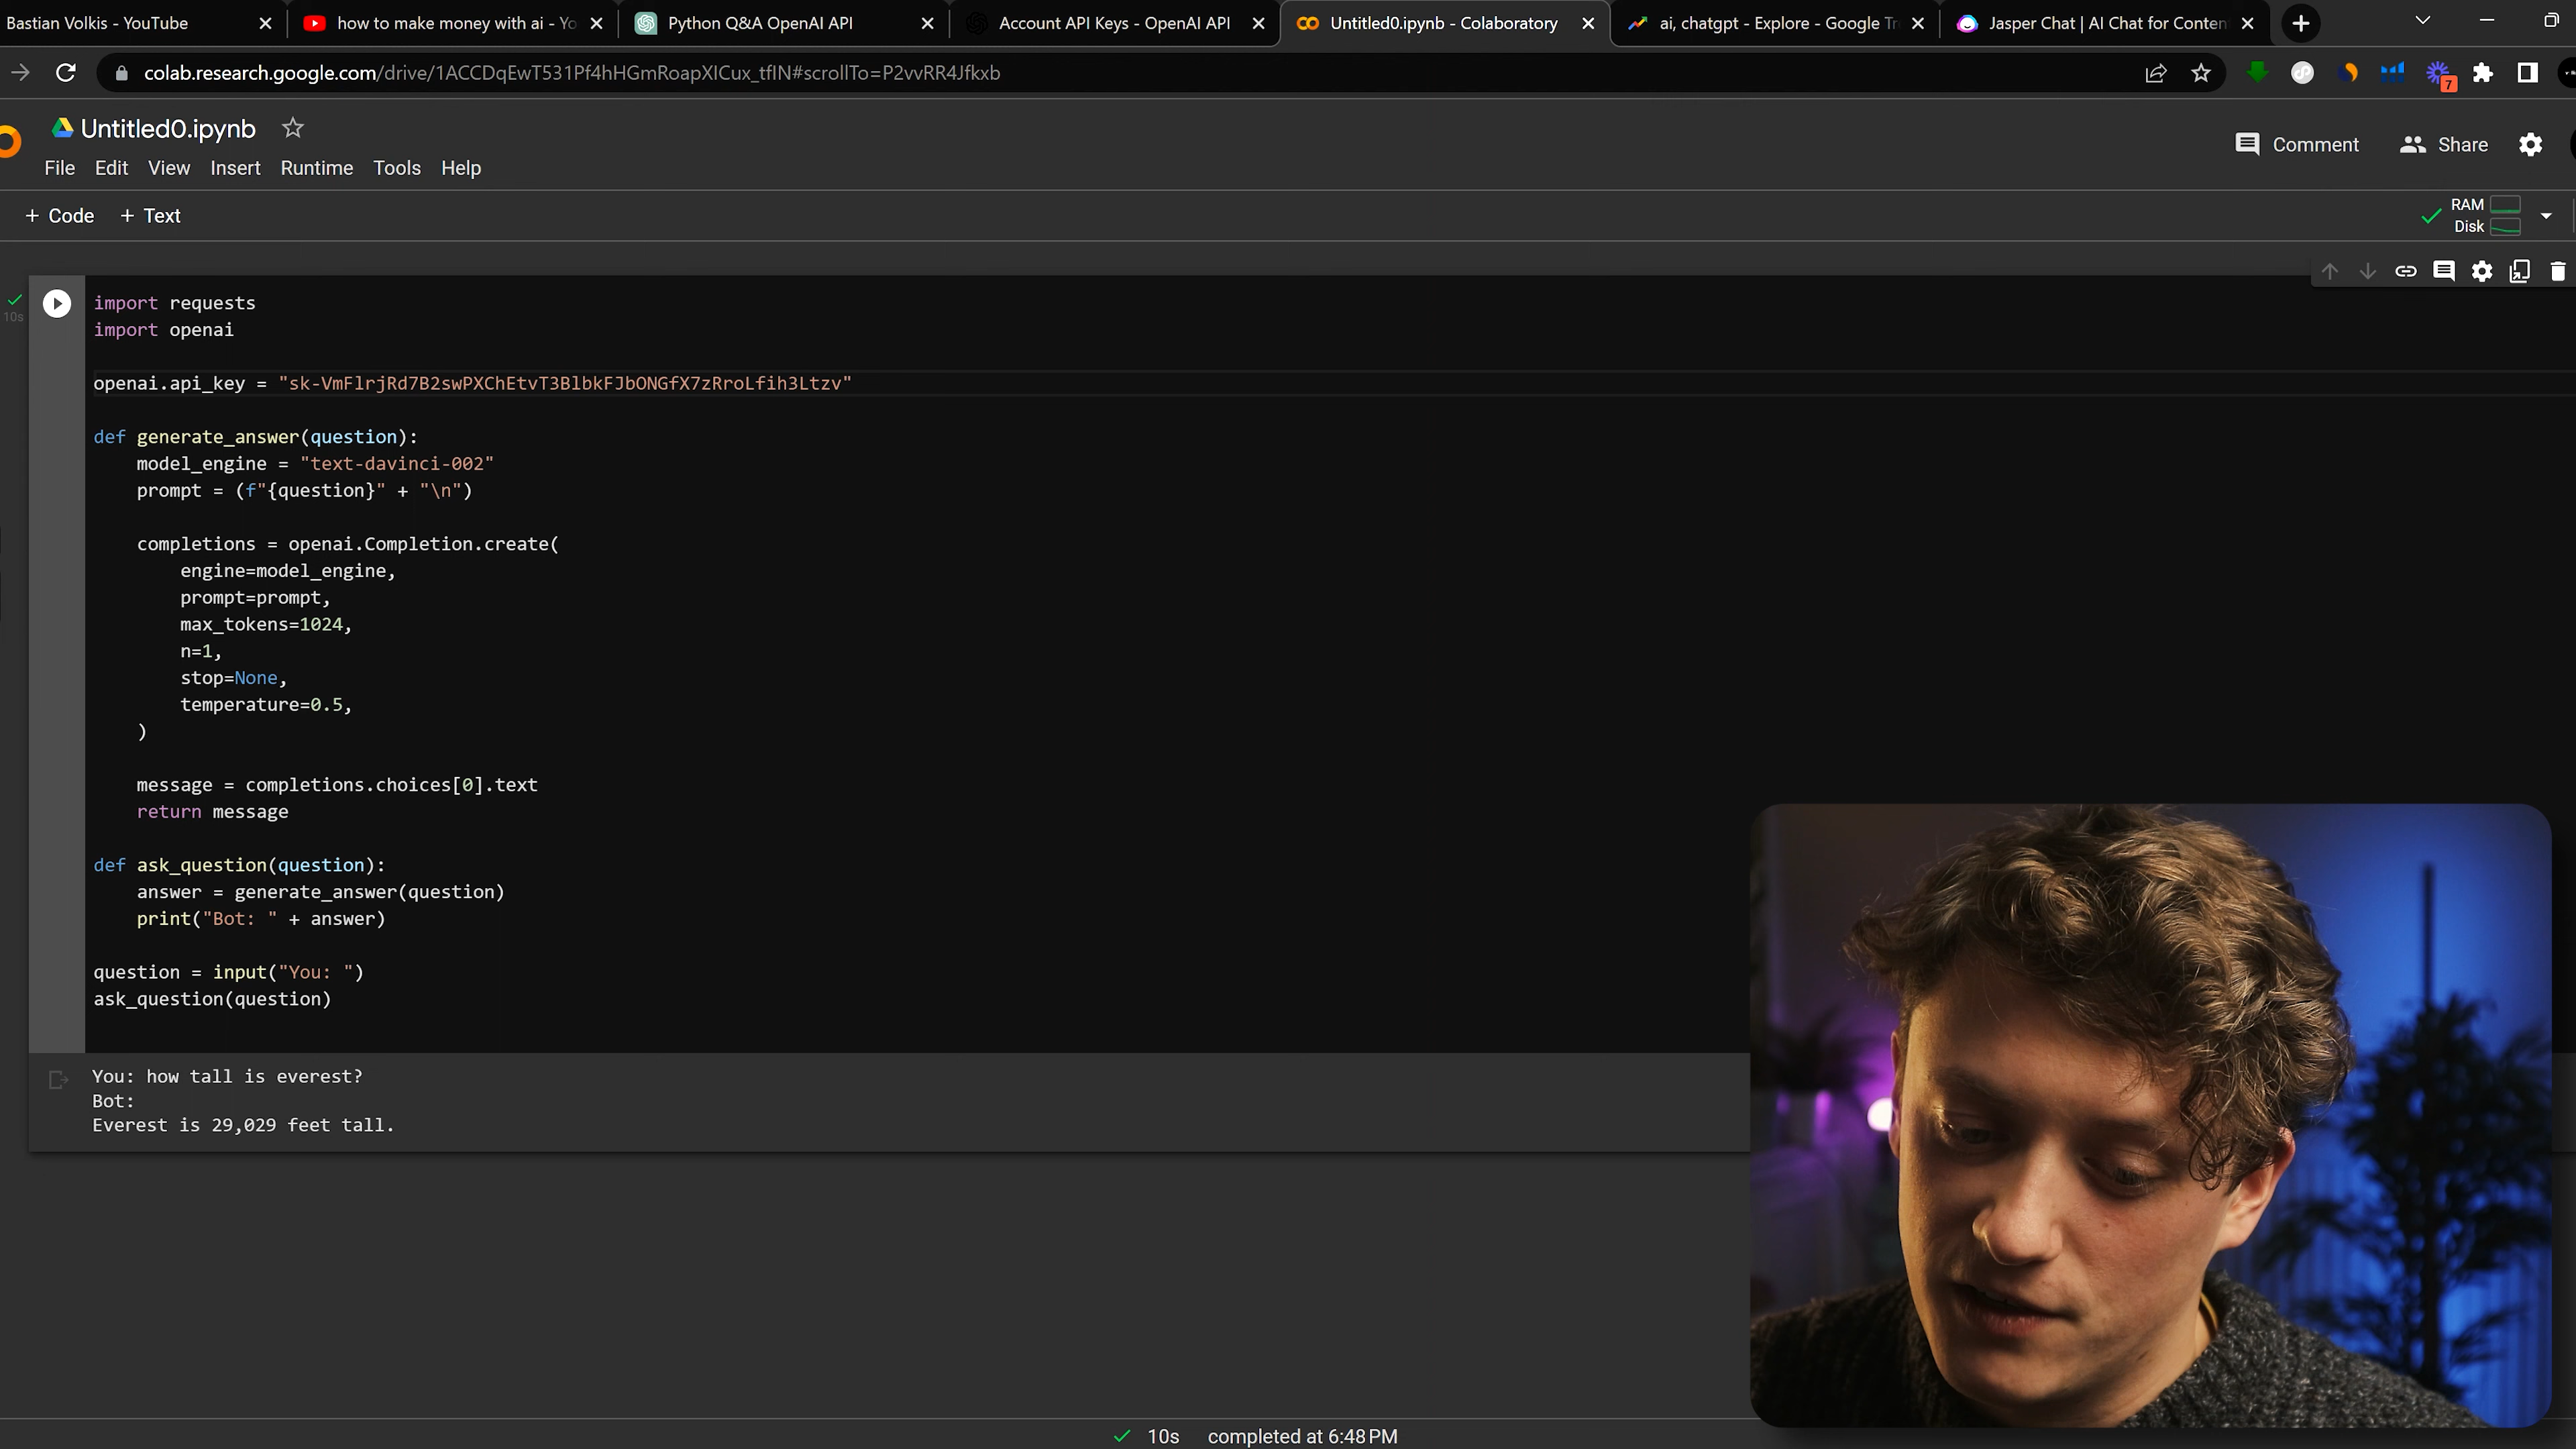 Bastian Volkis - YouTube
how to make money with ai - Yo
Python Q&A OpenAI API
Account API Keys - OpenAI API
Untitled0.ipynb - Colaboratory
ai, chatgpt - Explore - Google Tr
Jasper Chat | AI Chat for Conten
colab.research.google.com/drive/1ACCDqEwT531Pf4hHGmRoapXICux_tfIN#scrollTo=P2vvRR4Jfkxb
7
Untitled0.ipynb
Comment
Share
File Edit View Insert Runtime Tools Help
+ Code + Text
RAM
Disk
10s
import requests
import openai
openai.api_key = "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"
def generate_answer(question):
model_engine = "text-davinci-002"
prompt = (f"{question}" + "\n")
completions = openai.Completion.create(
engine=model_engine,
prompt=prompt,
max_tokens=1024,
n=1,
stop=None,
temperature=0.5,
)
message = completions.choices[0].text
return message
def ask_question(question):
answer = generate_answer(question)
print("Bot: " + answer)
question = input("You: ")
ask_question(question)
You: how tall is everest?
Bot:
Everest is 29,029 feet tall.
10s completed at 6:48 PM